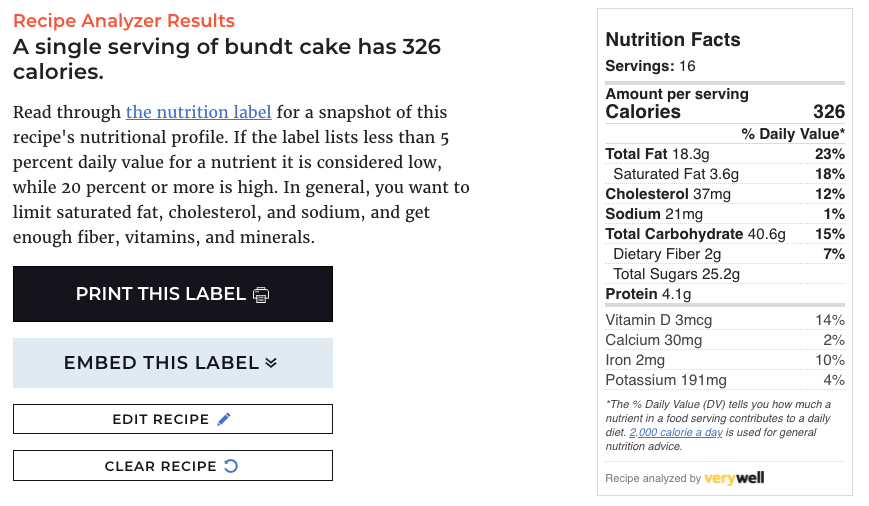 Recipe Analyzer Results
A single serving of bundt cake has 326
calories.
Read through the nutrition label for a snapshot of this
recipe's nutritional profile. If the label lists less than 5
percent daily value for a nutrient it is considered low,
while 20 percent or more is high. In general, you want to
limit saturated fat, cholesterol, and sodium, and get
enough fiber, vitamins, and minerals.
PRINT THIS LABEL
EMBED THIS LABEL
EDIT RECIPE
CLEAR RECIPE
Nutrition Facts
Servings: 16
Amount per serving
Calories 326
% Daily Value*
Total Fat 18.3g 23%
Saturated Fat 3.6g 18%
Cholesterol 37mg 12%
Sodium 21mg 1%
Total Carbohydrate 40.6g 15%
Dietary Fiber 2g 7%
Total Sugars 25.2g
Protein 4.1g
Vitamin D 3mcg 14%
Calcium 30mg 2%
Iron 2mg 10%
Potassium 191mg 4%
*The % Daily Value (DV) tells you how much a
nutrient in a food serving contributes to a daily
diet. 2,000 calorie a day is used for general
nutrition advice.
Recipe analyzed by verywell